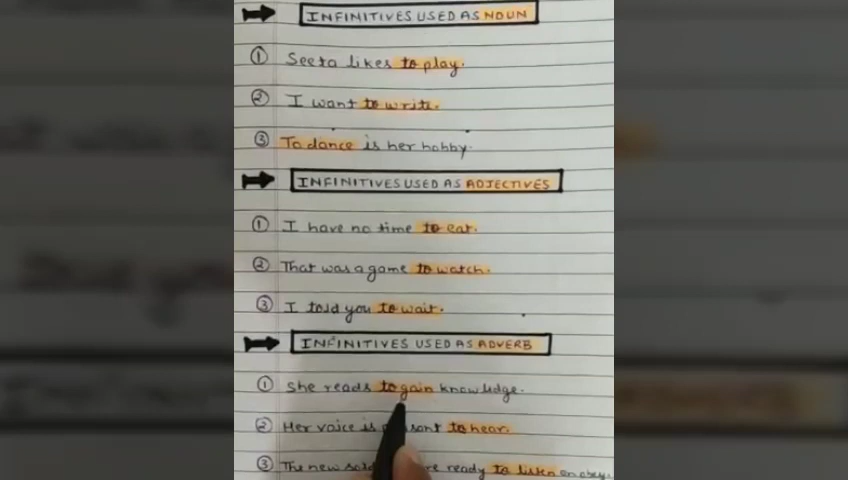 INFINITIVES USED AS NOUN
① Seeta likes to play.
② I want to write.
③ To dance is her hobby.
INFINITIVES USED AS ADJECTIVES
① I have no time to eat.
② That was a game to watch.
③ I told you to wait.
INFINITIVES USED AS ADVERB
① She reads to gain knowledge.
② Her voice is to hear.
③ The new ready to listen obey.